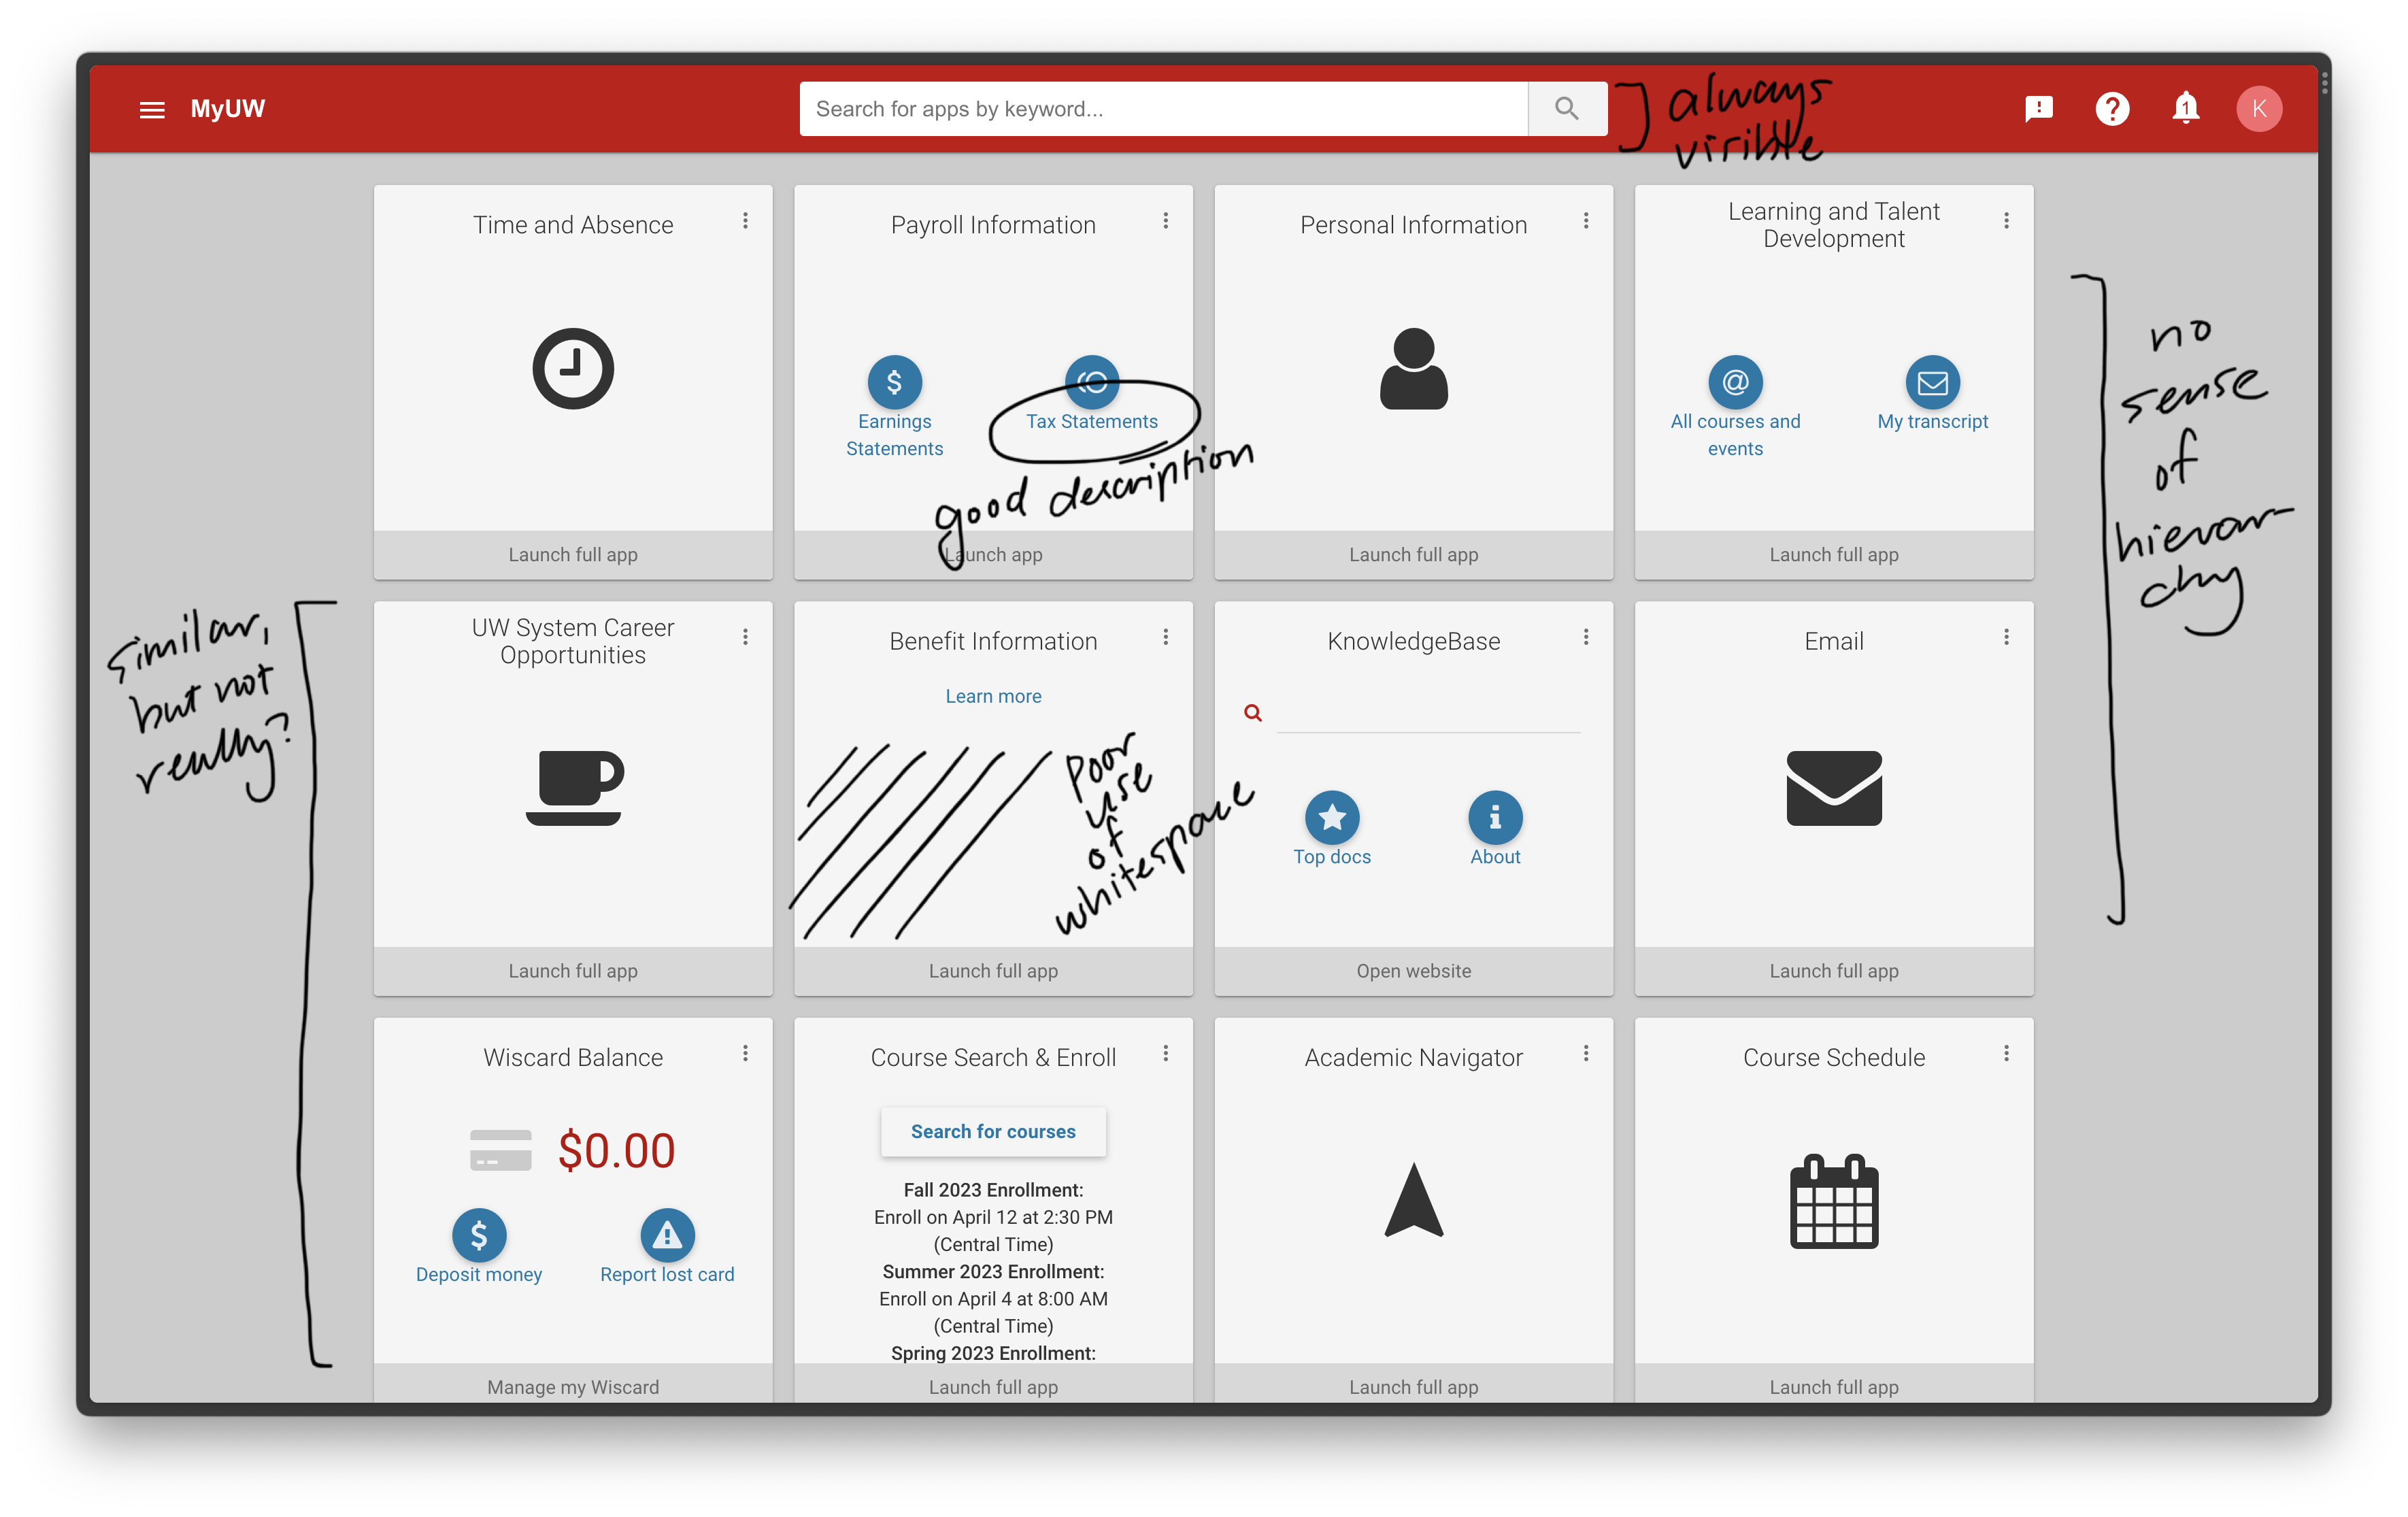 MyUW
Search for apps by keyword...
always
visible
1
K
Time and Absence
Launch full app
Payroll Information
$
Earnings
Statements
Tax Statements
good description
Launch app
Personal Information
Launch full app
Learning and Talent
Development
@
All courses and
events
My transcript
Launch full app
no
sense
of
hierar-
chy
similar,
but not
really?
UW System Career
Opportunities
Launch full app
Benefit Information
Learn more
Poor
use
of
whitespace
Launch full app
KnowledgeBase
Top docs
About
Open website
Email
Launch full app
Wiscard Balance
$0.00
$
Deposit money
Report lost card
Manage my Wiscard
Course Search & Enroll
Search for courses
Fall 2023 Enrollment:
Enroll on April 12 at 2:30 PM
(Central Time)
Summer 2023 Enrollment:
Enroll on April 4 at 8:00 AM
(Central Time)
Spring 2023 Enrollment:
Launch full app
Academic Navigator
Launch full app
Course Schedule
Launch full app